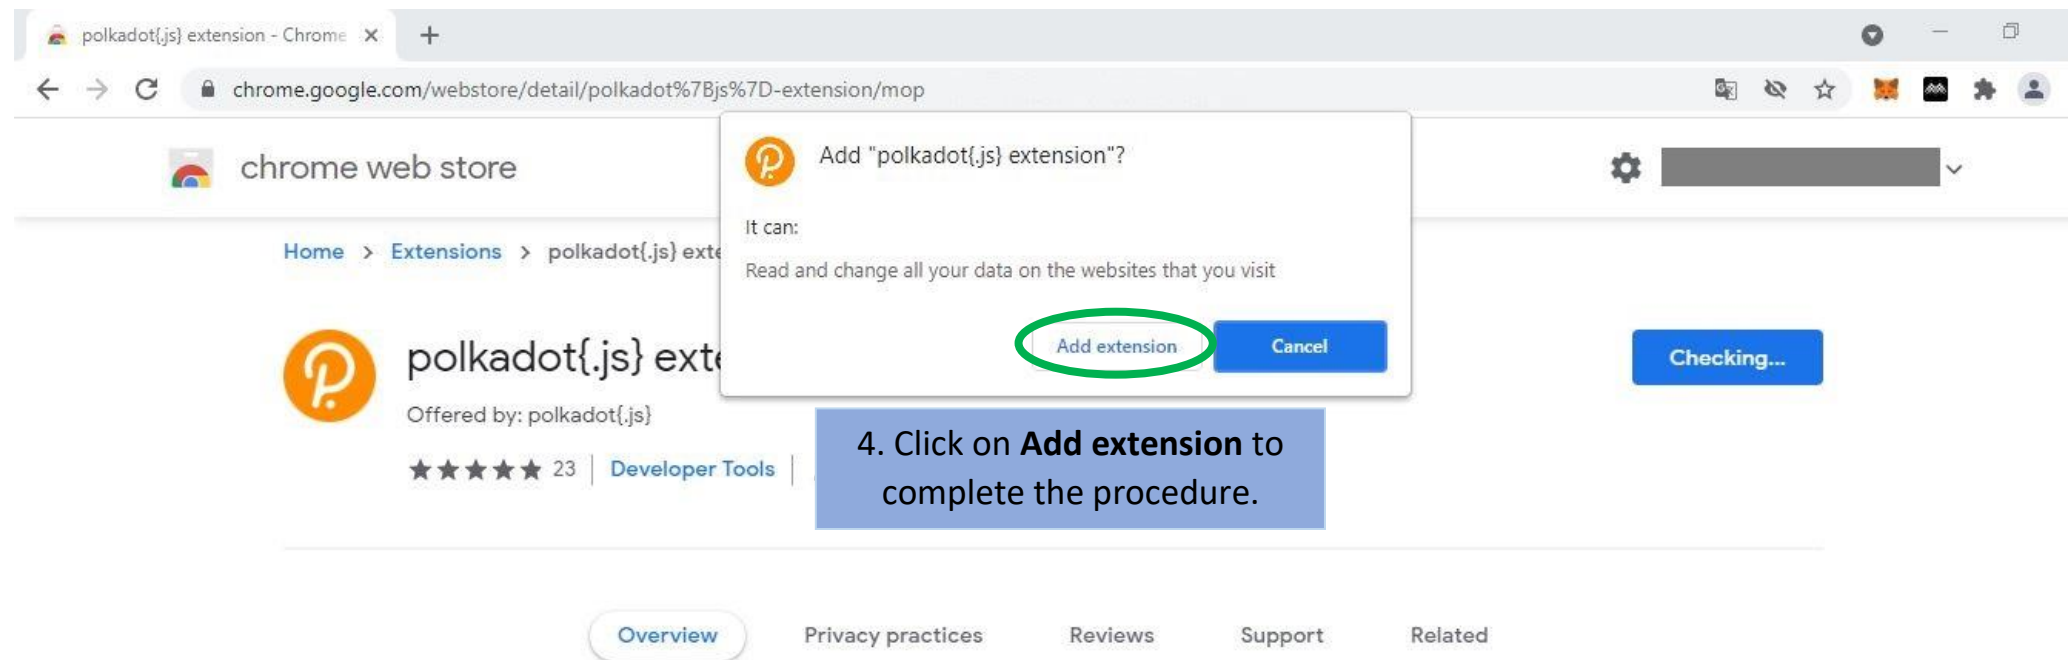 polkadot{.js} extension - Chrome
chrome.google.com/webstore/detail/polkadot%7Bjs%7D-extension/mop
chrome web store
Add "polkadot{.js} extension"?
It can:
Read and change all your data on the websites that you visit
Add extension Cancel
Home > Extensions > polkadot{.js} exte
polkadot{.js} exte
Checking...
Offered by: polkadot{.js}
23 Developer Tools
4. Click on Add extension to
complete the procedure.
Overview Privacy practices Reviews Support Related